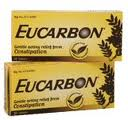 EUCARBON
Gentle acting relief from
Constipation
EUCARBON
Gentle acting relief from
Constipation